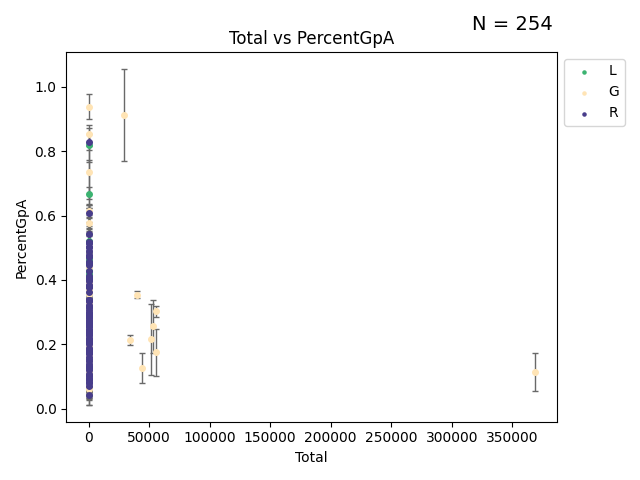 N = 254
Total vs PercentGpA
L
G
R
1.0
0.8
0.6
0.4
0.2
0.0
PercentGpA
0 50000 100000 150000 200000 250000 300000 350000
Total